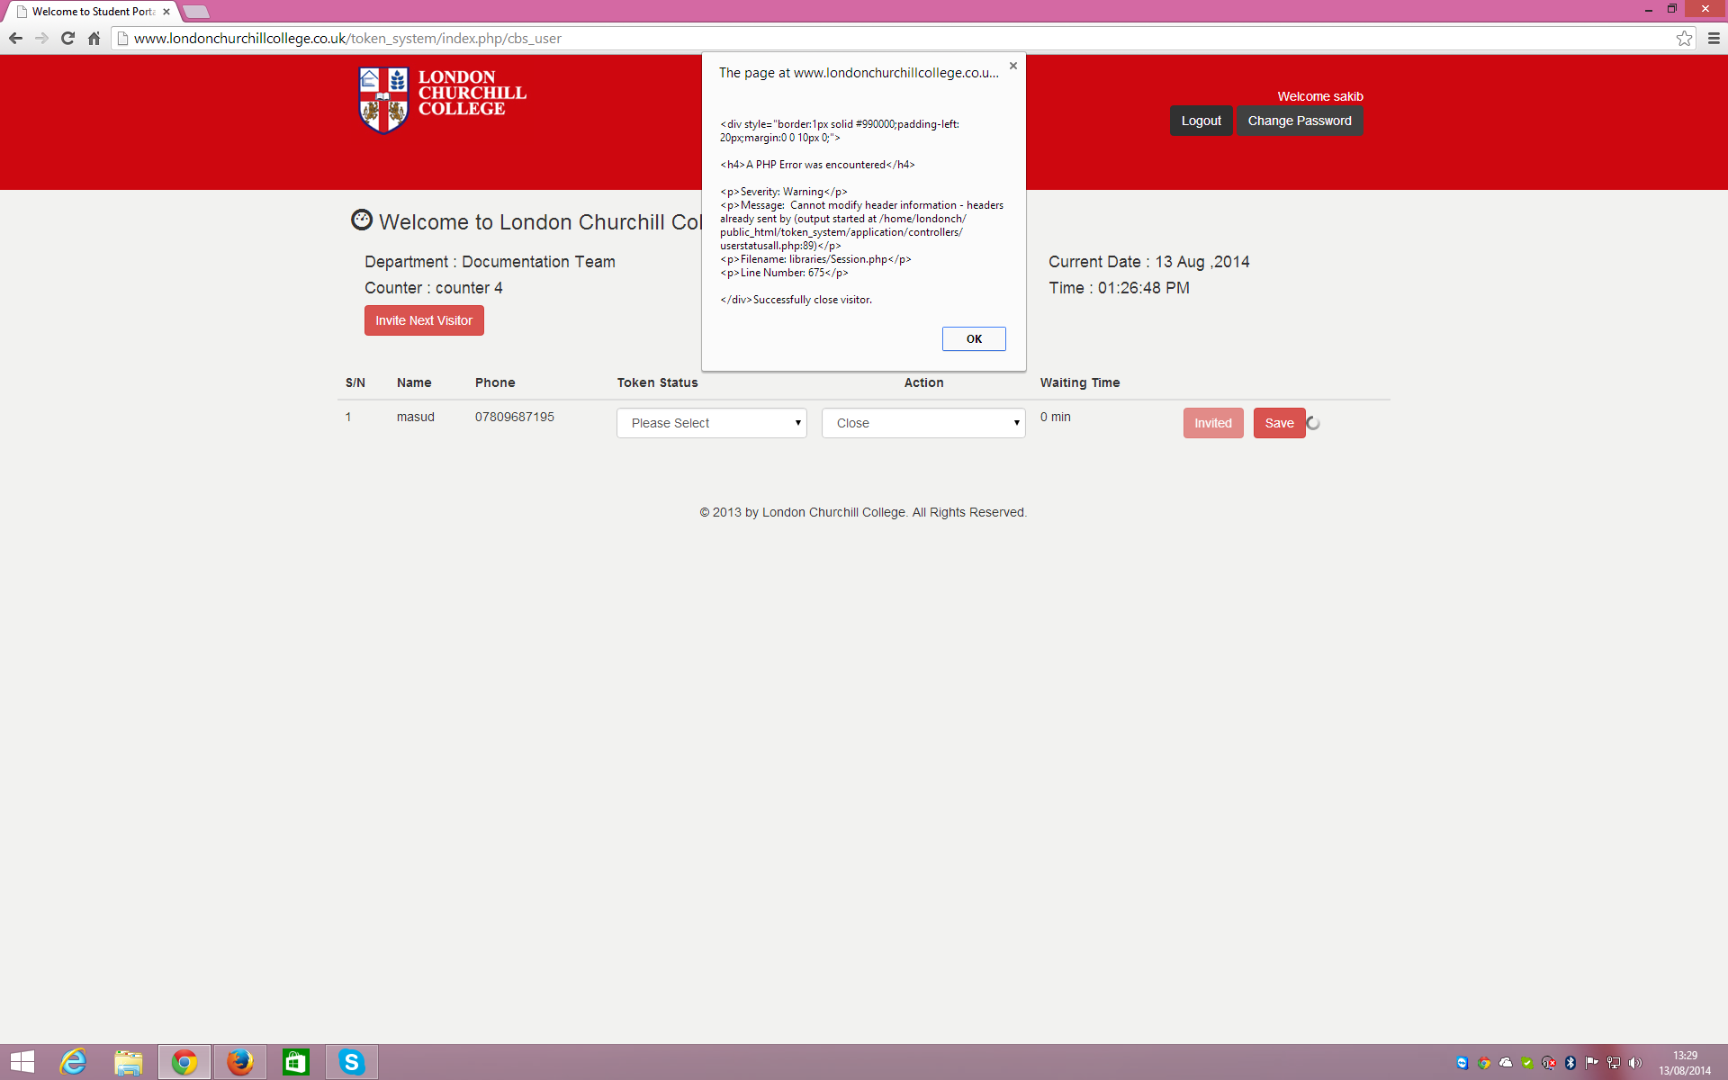 Welcome to Student Porta
www.londonchurchillcollege.co.uk/token_system/index.php/cbs_user
LONDON
CHURCHILL
COLLEGE
The page at www.londonchurchillcollege.co.u...
<div style="border:1px solid #990000;padding-left:
20px;margin:0 0 10px 0;">
<h4>A PHP Error was encountered</h4>
<p>Severity: Warning</p>
<p>Message:  Cannot modify header information - headers
already sent by (output started at /home/londonch/
public_html/token_system/application/controllers/
userstatusall.php:89)</p>
<p>Filename: libraries/Session.php</p>
<p>Line Number: 675</p>
</div>Successfully close visitor.
OK
Welcome sakib
Logout Change Password
Welcome to London Churchill Col
Department : Documentation Team
Counter : counter 4
Invite Next Visitor
Current Date : 13 Aug ,2014
Time : 01:26:48 PM
S/N Name Phone Token Status Action Waiting Time
1 masud 07809687195 Please Select Close 0 min Invited Save
© 2013 by London Churchill College. All Rights Reserved.
13:29
13/08/2014